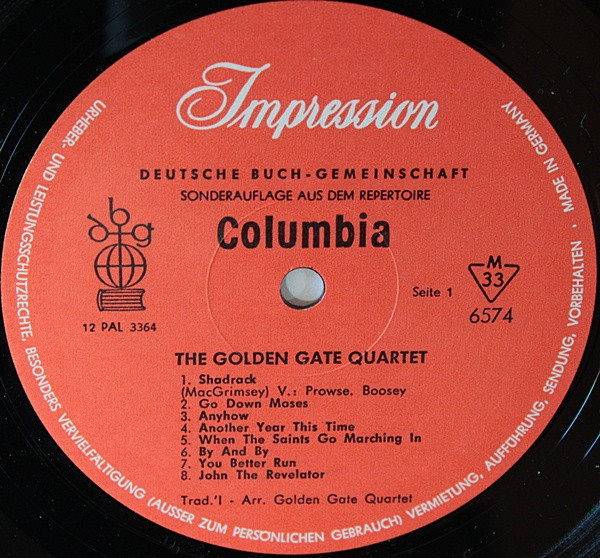 Impression
DEUTSCHE BUCH-GEMEINSCHAFT
SONDERAUFLAGE AUS DEM REPERTOIRE
Columbia
dbg
12 PAL 3364
Seite 1
M
33
6574
THE GOLDEN GATE QUARTET
1. Shadrack
(MacGrimsey) V.: Prowse, Boosey
2. Go Down Moses
3. Anyhow
4. Another Year This Time
5. When The Saints Go Marching In
6. By And By
7. You Better Run
8. John The Revelator
Trad.'l - Arr. Golden Gate Quartet
URHEBER- UND LEISTUNGSSCHUTZRECHTE, BESONDERS VERVIELFÄLTIGUNG (AUSSER ZUM PERSÖNLICHEN GEBRAUCH) VERMIETUNG, AUFFÜHRUNG, SENDUNG, VORBEHALTEN · MADE IN GERMANY